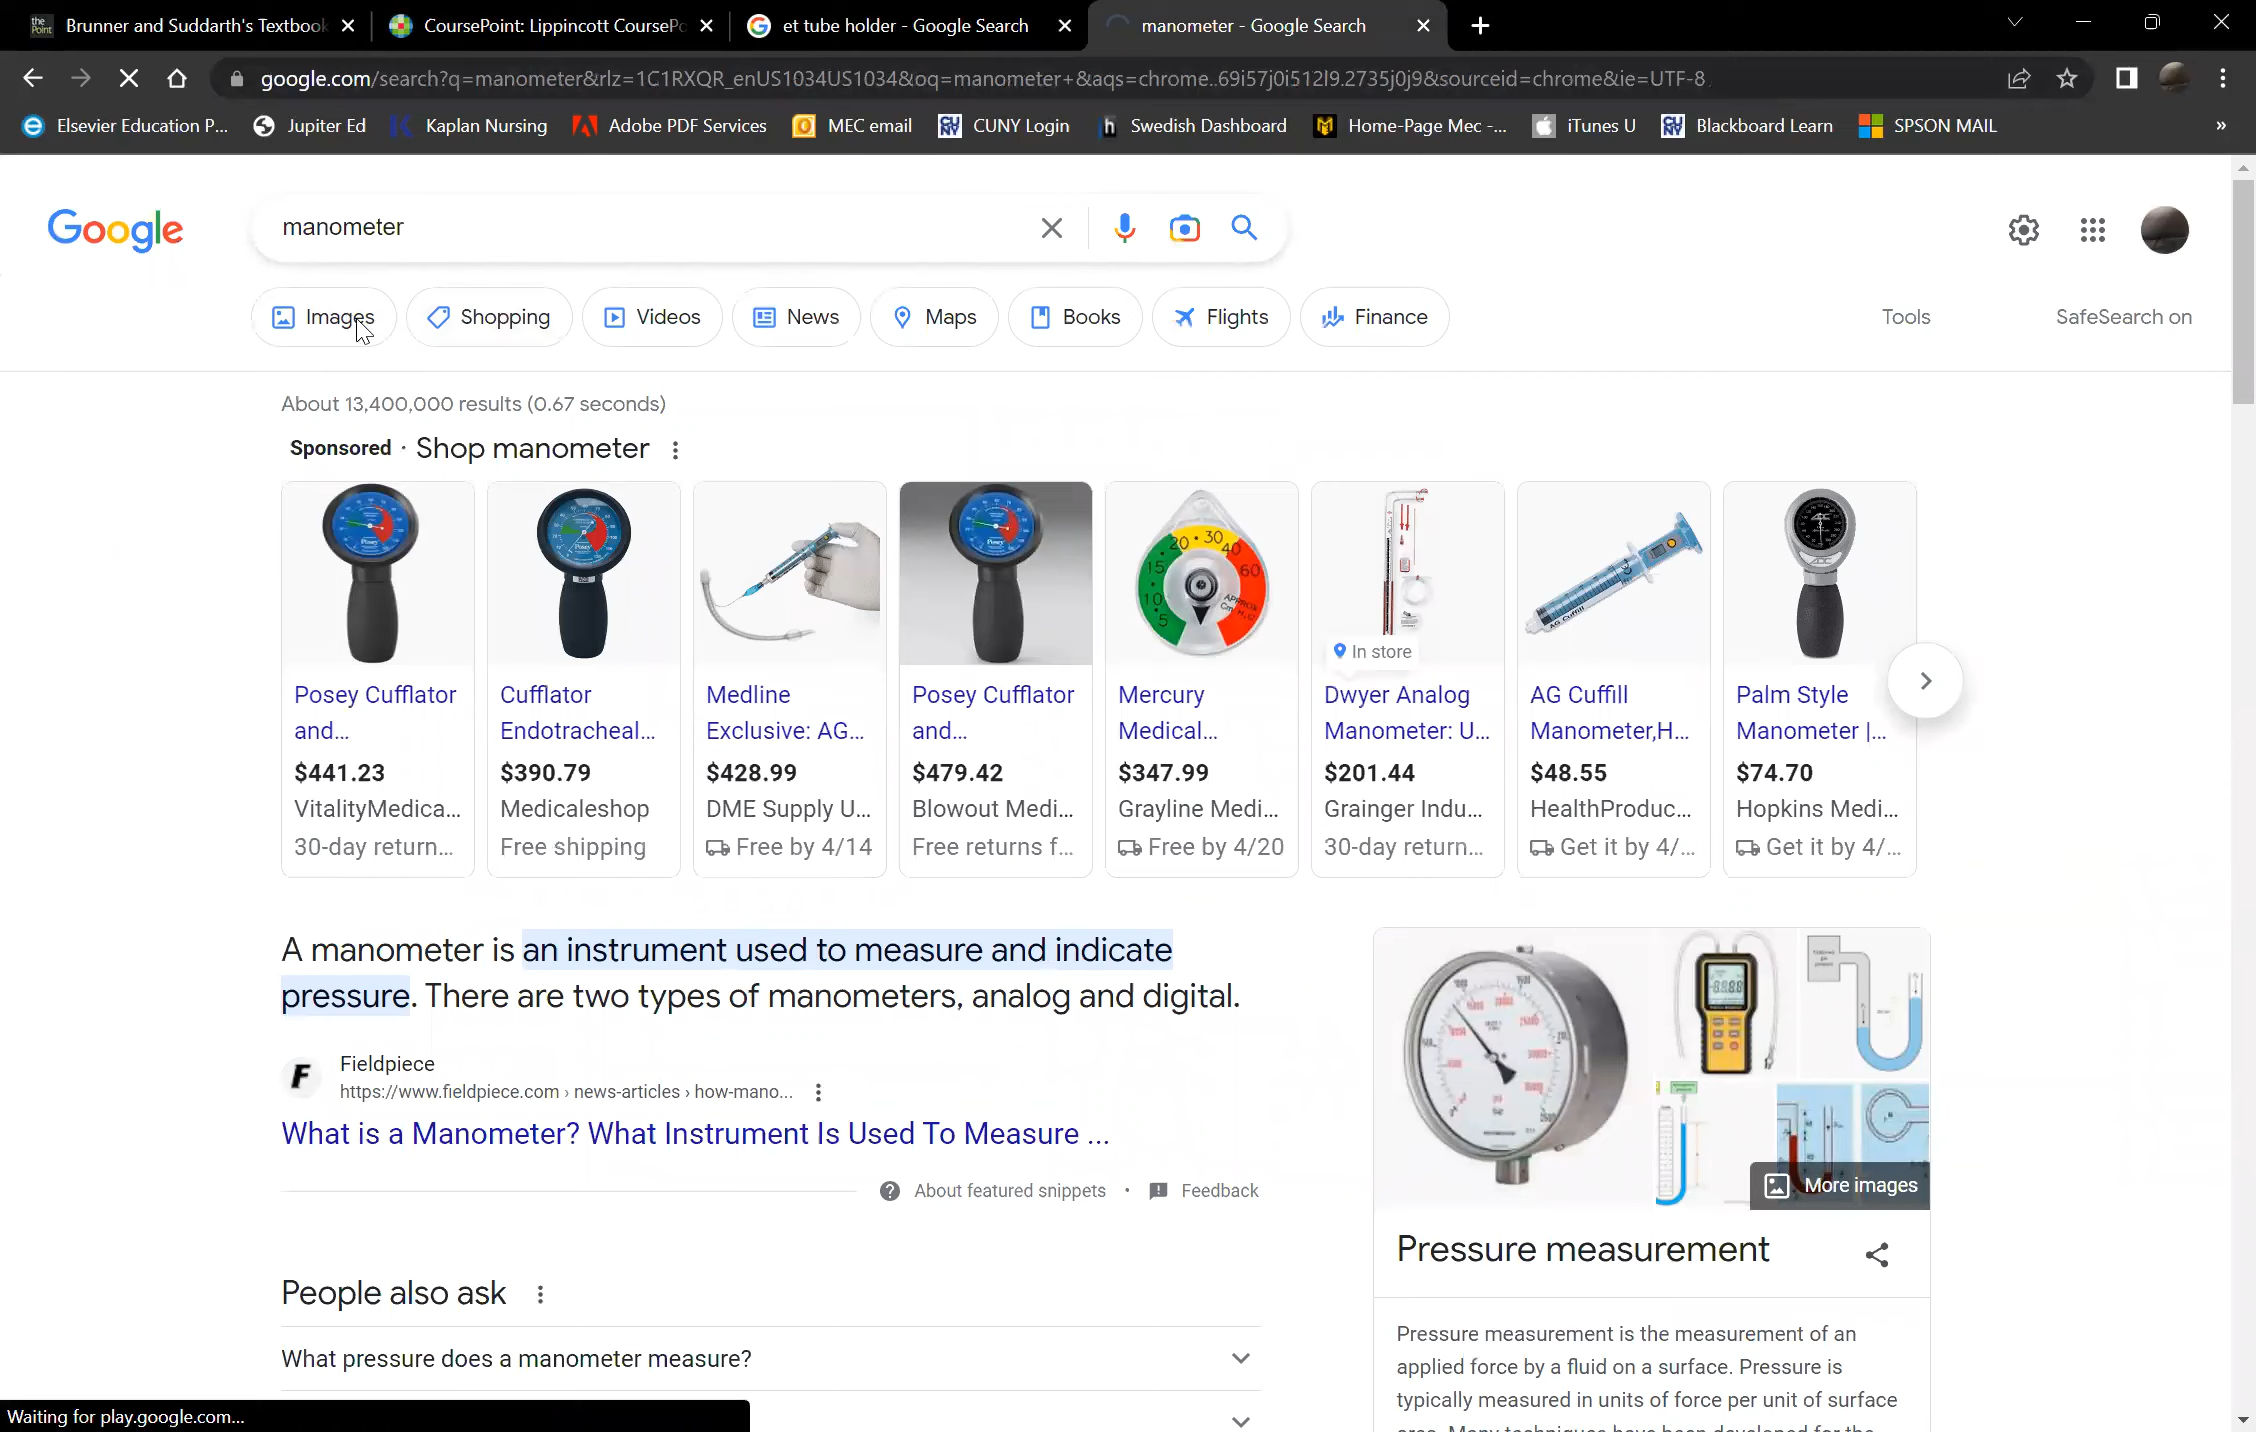 Brunner and Suddarth's Textbook
CoursePoint: Lippincott CoursePo
et tube holder - Google Search
manometer - Google Search
google.com/search?q=manometer&rlz=1C1RXQR_enUS1034US1034&oq=manometer+&aqs=chrome..69i57j0i512l9.2735j0j9&sourceid=chrome&ie=UTF-8
Elsevier Education P...
Jupiter Ed
Kaplan Nursing
Adobe PDF Services
MEC email
CUNY Login
Swedish Dashboard
Home-Page Mec -...
iTunes U
Blackboard Learn
SPSON MAIL
»
Google
manometer
Images
Shopping
Videos
News
Maps
Books
Flights
Finance
Tools
SafeSearch on
About 13,400,000 results (0.67 seconds)
Sponsored · Shop manometer
In store
Posey Cufflator
and...
$441.23
VitalityMedica...
30-day return...
Cufflator
Endotracheal...
$390.79
Medicaleshop
Free shipping
Medline
Exclusive: AG...
$428.99
DME Supply U...
Free by 4/14
Posey Cufflator
and...
$479.42
Blowout Medi...
Free returns f...
Mercury
Medical...
$347.99
Grayline Medi...
Free by 4/20
Dwyer Analog
Manometer: U...
$201.44
Grainger Indu...
30-day return...
AG Cuffill
Manometer,H...
$48.55
HealthProduc...
Get it by 4/...
Palm Style
Manometer |...
$74.70
Hopkins Medi...
Get it by 4/...
A manometer is an instrument used to measure and indicate
pressure. There are two types of manometers, analog and digital.
Fieldpiece
https://www.fieldpiece.com › news-articles › how-mano...
What is a Manometer? What Instrument Is Used To Measure ...
About featured snippets • Feedback
People also ask
What pressure does a manometer measure?
More images
Pressure measurement
Pressure measurement is the measurement of an
applied force by a fluid on a surface. Pressure is
typically measured in units of force per unit of surface
area. Many techniques have been developed for the
Waiting for play.google.com...